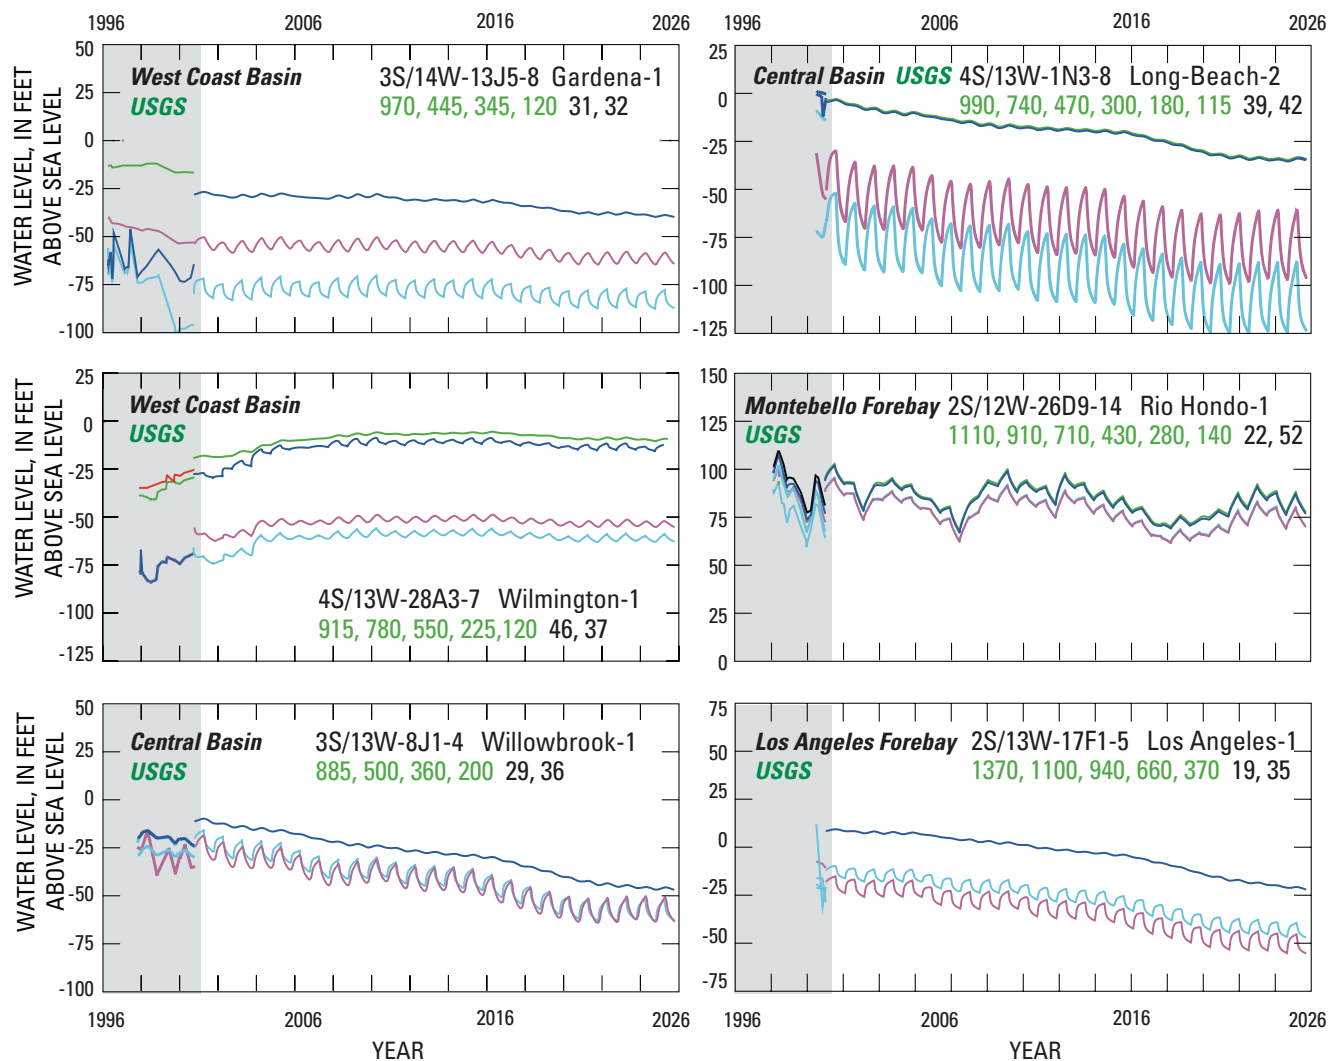 1996 2006 2016 2026
1996 2006 2016 2026
WATER LEVEL, IN FEET
ABOVE SEA LEVEL
50
25
0
-25
-50
-75
-100
West Coast Basin 3S/14W-13J5-8 Gardena-1
USGS 970, 445, 345, 120 31, 32
25
0
-25
-50
-75
-100
-125
Central Basin USGS 4S/13W-1N3-8 Long-Beach-2
990, 740, 470, 300, 180, 115 39, 42
WATER LEVEL, IN FEET
ABOVE SEA LEVEL
25
0
-25
-50
-75
-100
-125
West Coast Basin
USGS
4S/13W-28A3-7 Wilmington-1
915, 780, 550, 225,120 46, 37
150
125
100
75
50
25
0
Montebello Forebay 2S/12W-26D9-14 Rio Hondo-1
USGS 1110, 910, 710, 430, 280, 140 22, 52
WATER LEVEL, IN FEET
ABOVE SEA LEVEL
50
25
0
-25
-50
-75
-100
Central Basin 3S/13W-8J1-4 Willowbrook-1
USGS 885, 500, 360, 200 29, 36
75
50
25
0
-25
-50
-75
Los Angeles Forebay 2S/13W-17F1-5 Los Angeles-1
USGS 1370, 1100, 940, 660, 370 19, 35
1996 2006 2016 2026
YEAR
1996 2006 2016 2026
YEAR